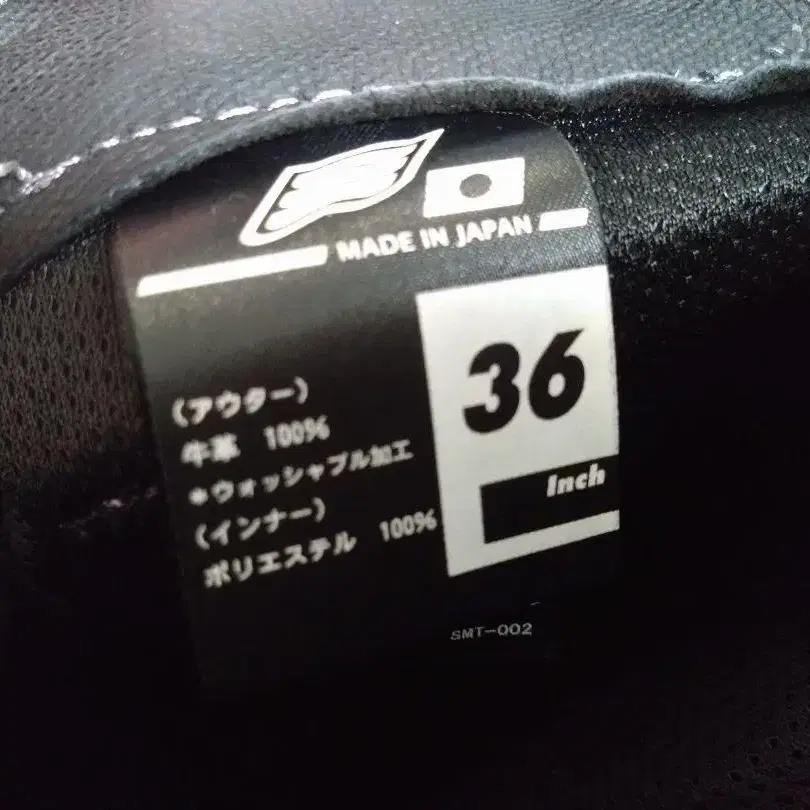 MADE IN JAPAN
36
Inch
(アウター)
牛革 100%
*ウォッシャブル加工
(インナー)
ポリエステル 100%
SMT-002